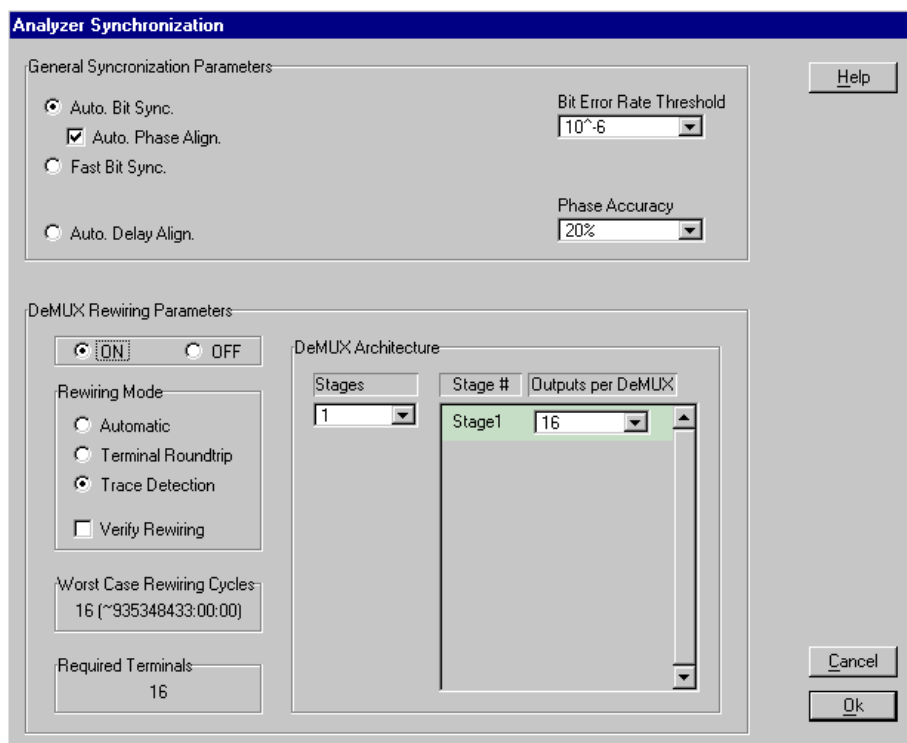 Analyzer Synchronization
General Syncronization Parameters
Help
Auto. Bit Sync.
Bit Error Rate Threshold
Auto. Phase Align.
10^-6
Fast Bit Sync.
Phase Accuracy
Auto. Delay Align.
20%
DeMUX Rewiring Parameters
ON OFF
DeMUX Architecture
Rewiring Mode
Stages
Stage # Outputs per DeMUX
1
Stage1 16
Automatic
Terminal Roundtrip
Trace Detection
Verify Rewiring
Worst Case Rewiring Cycles
16 (~935348433:00:00)
Required Terminals
16
Cancel
Ok